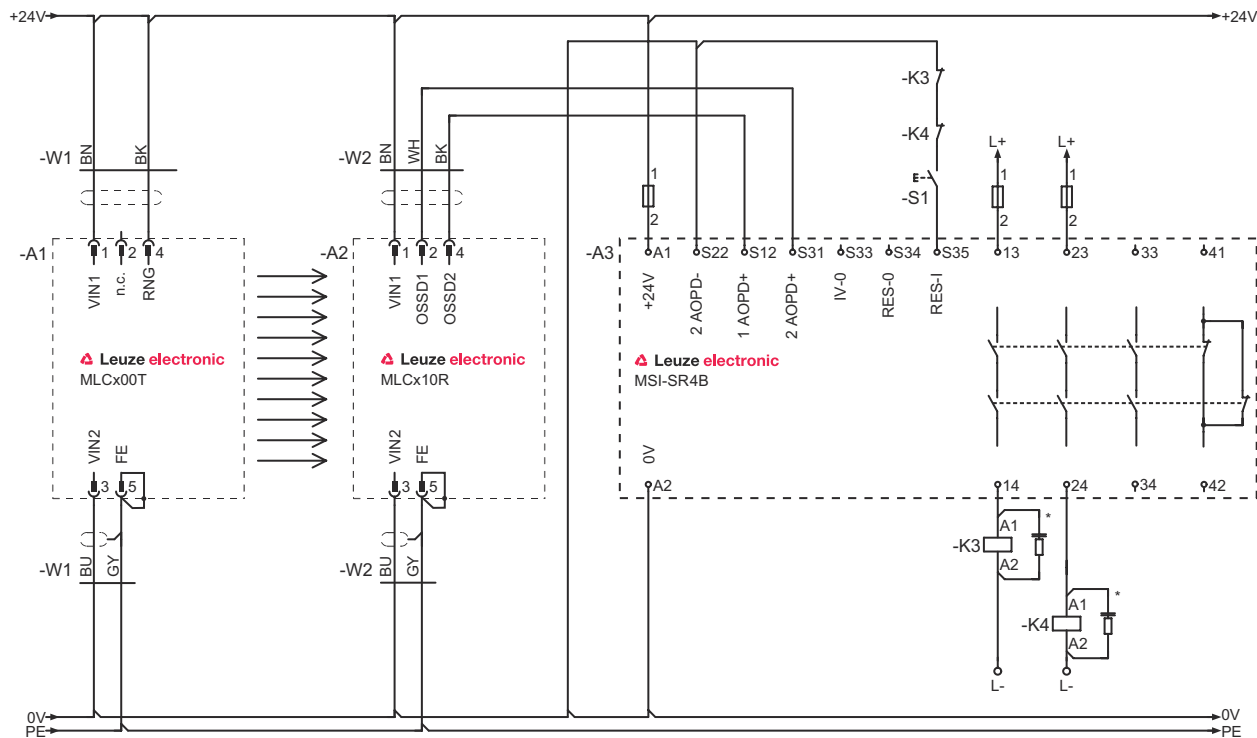 +24V +24V
-K3
-K4 L+ L+
-W1 BN BK -W2 BN WH BK
1 1 1
-S1
2 2 2
-A1 1 2 4 -A2 1 2 4 -A3 A1 S22 S12 S31 S33 S34 S35 13 23 33 41
VIN1 n.c. RNG VIN1 OSSD1 OSSD2 +24V 2 AOPD- 1 AOPD+ 2 AOPD+ IV-0 RES-0 RES-I
Leuze electronic Leuze electronic Leuze electronic
MLCx00T MLCx10R MSI-SR4B
VIN2 FE VIN2 FE 0V
3 5 3 5 A2 14 24 34 42
A1 *
-K3
A2
-W1 BU GY -W2 BU GY
A1 *
-K4
A2
L- L-
0V 0V
PE PE